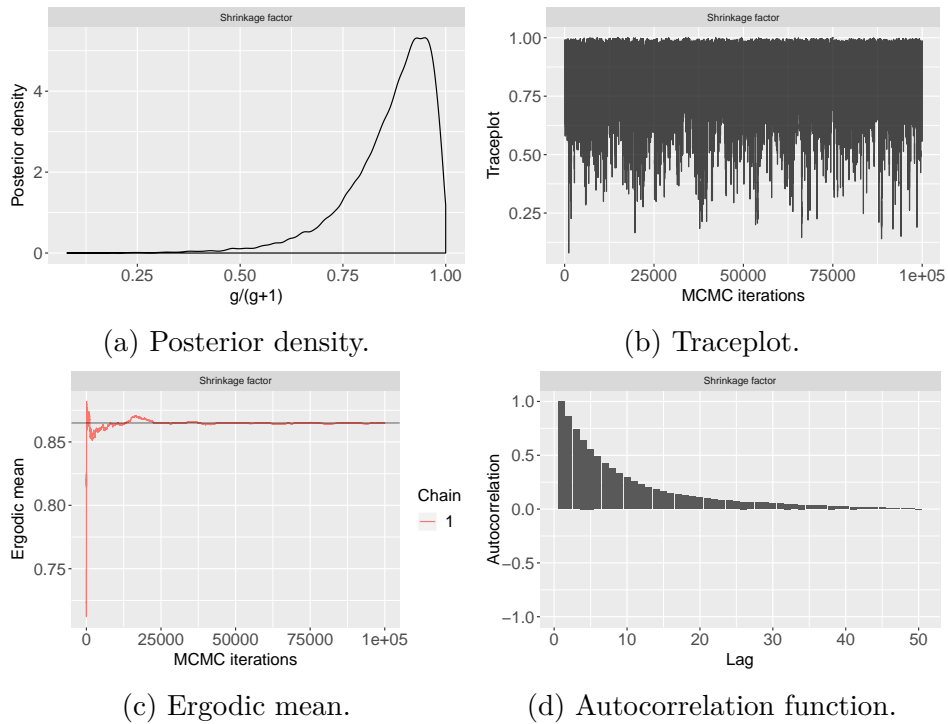 Shrinkage factor
Posterior density
4
2
0
0.25 0.50 0.75 1.00
g/(g+1)
(a) Posterior density.
Shrinkage factor
Traceplot
1.00
0.75
0.50
0.25
0 25000 50000 75000 1e+05
MCMC iterations
(b) Traceplot.
Shrinkage factor
Ergodic mean
0.85
0.80
0.75
0 25000 50000 75000 1e+05
MCMC iterations
Chain
1
(c) Ergodic mean.
Shrinkage factor
Autocorrelation
1.0
0.5
0.0
−0.5
−1.0
0 10 20 30 40 50
Lag
(d) Autocorrelation function.